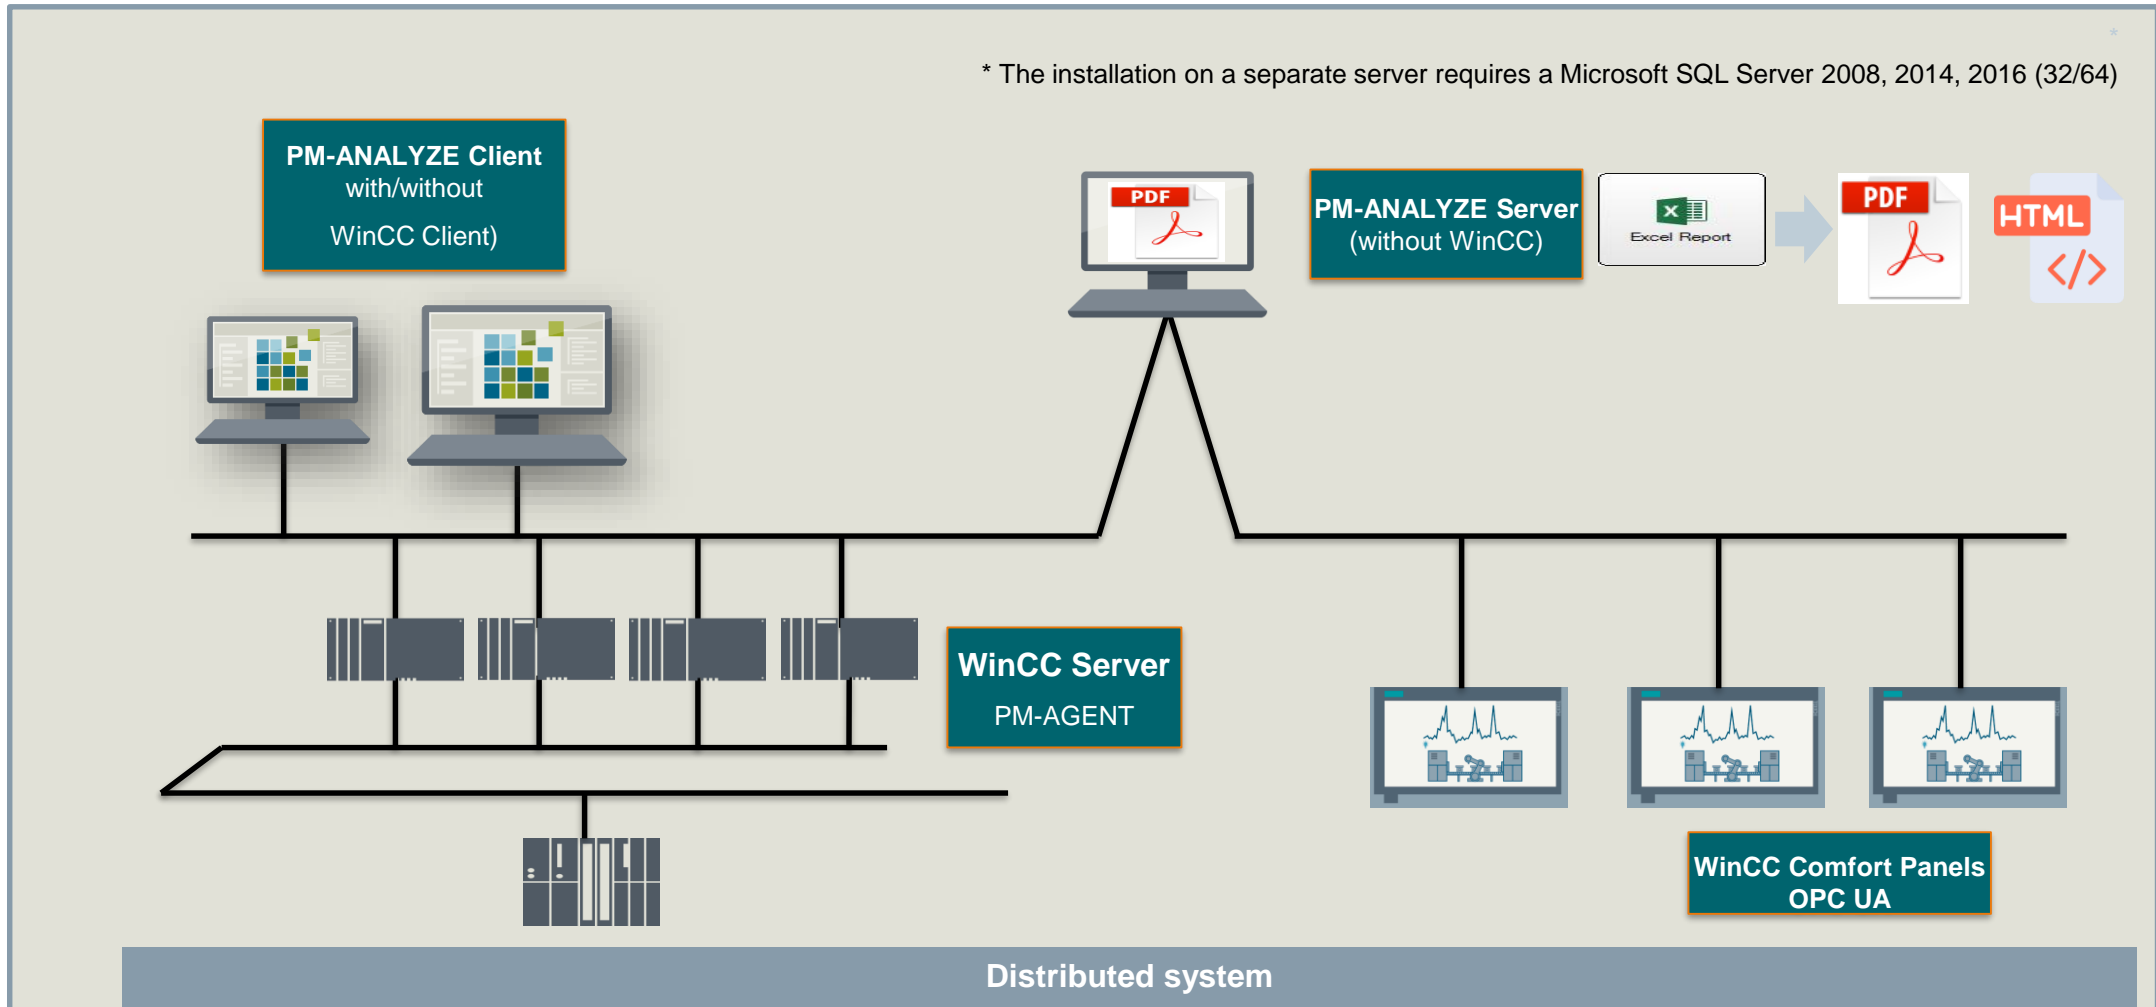 *
* The installation on a separate server requires a Microsoft SQL Server 2008, 2014, 2016 (32/64)
PM-ANALYZE Client
with/without
WinCC Client)
PDF
PM-ANALYZE Server
(without WinCC)
Excel Report
PDF
HTML
</>
WinCC Server
PM-AGENT
WinCC Comfort Panels
OPC UA
Distributed system